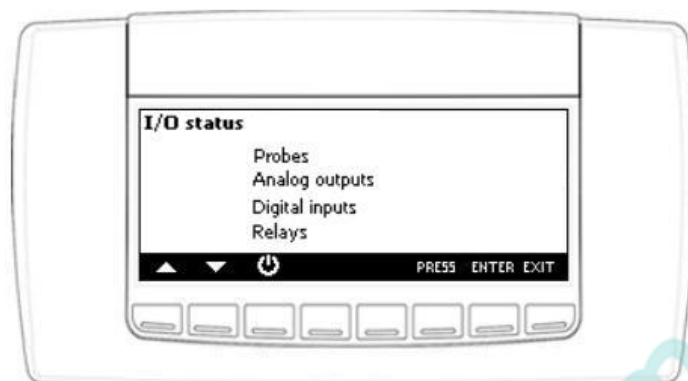 I/O status
Probes
Analog outputs
Digital inputs
Relays
PRESS ENTER EXIT